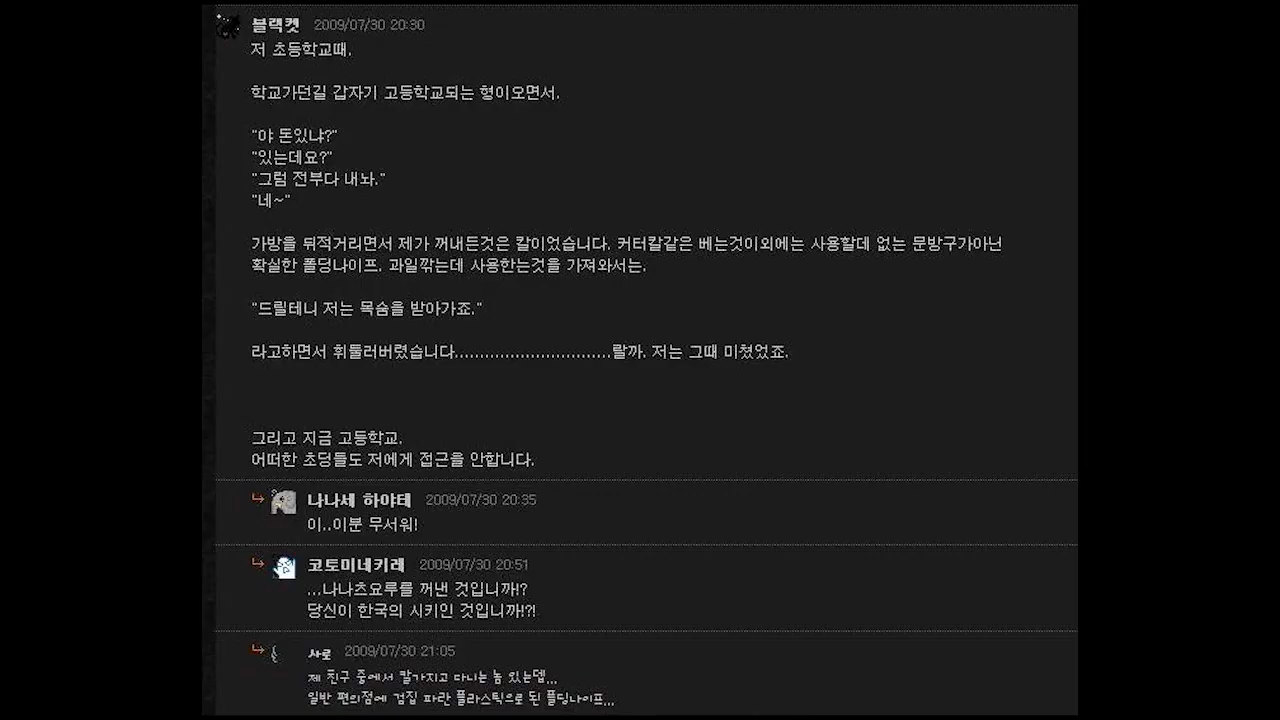 블랙켓 2009/07/30 20:30
저 초등학교때.
학교가던길 갑자기 고등학교되는 형이오면서.
"야 돈있냐?"
"있는데요?"
"그럼 전부다 내놔."
"네~"
가방을 뒤적거리면서 제가 꺼내든것은 칼이었습니다. 커터칼같은 베는것이외에는 사용할데 없는 문방구가아닌
확실한 폴딩나이프. 과일깎는데 사용한는것을 가져와서는.
"드릴테니 저는 목숨을 받아가죠."
라고하면서 휘둘러버렸습니다...............................랄까. 저는 그때 미쳤었죠.
그리고 지금 고등학교.
어떠한 초딩들도 저에게 접근을 안합니다.
나나세 하야테 2009/07/30 20:35
이..이분 무서워!
코토미네키레 2009/07/30 20:51
...나나츠요루를 꺼낸 것입니까!?
당신이 한국의 시키인 것입니까!?!
사로 2009/07/30 21:05
제 친구 중에서 칼가지고 다니는 놈 있는뎁...
일반 편의점에 검집 파란 플라스틱으로 된 폴딩나이프...